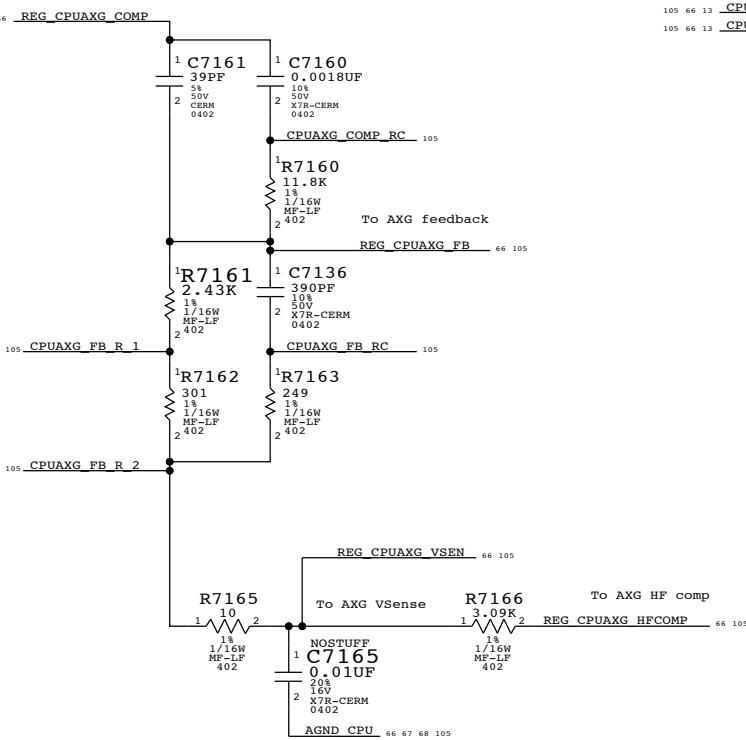 66 REG_CPUAXG_COMP
105 66 13 CPU
105 66 13 CPU
1 C7161
39PF
5%
50V
2 CERM
0402
1 C7160
0.0018UF
10%
50V
2 X7R-CERM
0402
CPUAXG_COMP_RC 105
1 R7160
11.8K
1%
1/16W
MF-LF
2 402
To AXG feedback
REG_CPUAXG_FB 66 105
1 R7161
2.43K
1%
1/16W
MF-LF
2 402
1 C7136
390PF
10%
50V
2 X7R-CERM
0402
105 CPUAXG_FB_R_1
CPUAXG_FB_RC 105
1 R7162
301
1%
1/16W
MF-LF
2 402
1 R7163
249
1%
1/16W
MF-LF
2 402
105 CPUAXG_FB_R_2
REG_CPUAXG_VSEN 66 105
R7165
10
1 2
1%
1/16W
MF-LF
402
To AXG VSense
R7166
3.09K
1 2
1%
1/16W
MF-LF
402
To AXG HF comp
REG_CPUAXG_HFCOMP 66 105
NOSTUFF
1 C7165
0.01UF
20%
16V
2 X7R-CERM
0402
AGND_CPU 66 67 68 105